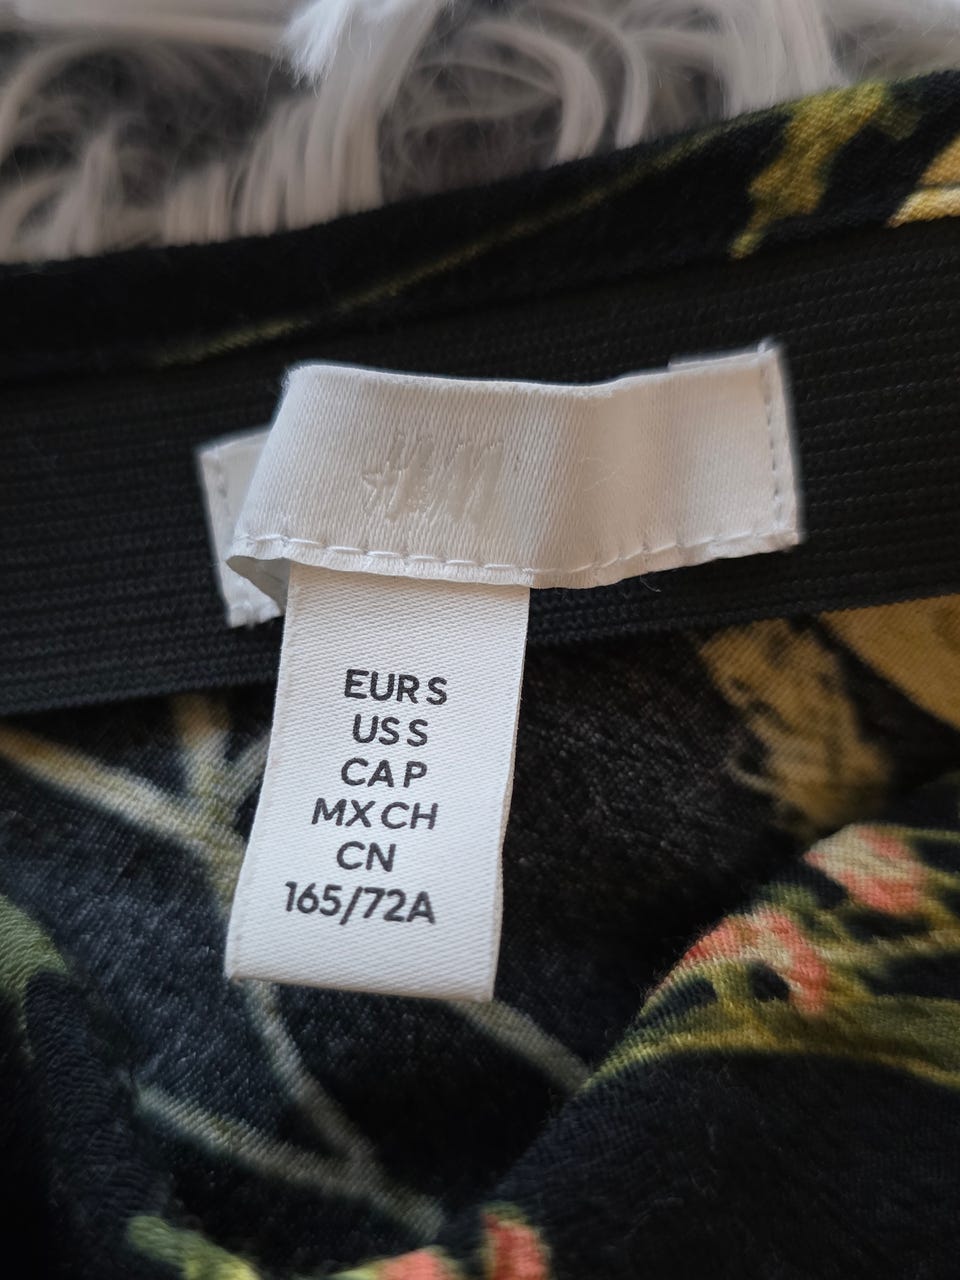 H&M
EUR S
US S
CA P
MX CH
CN
165/72A